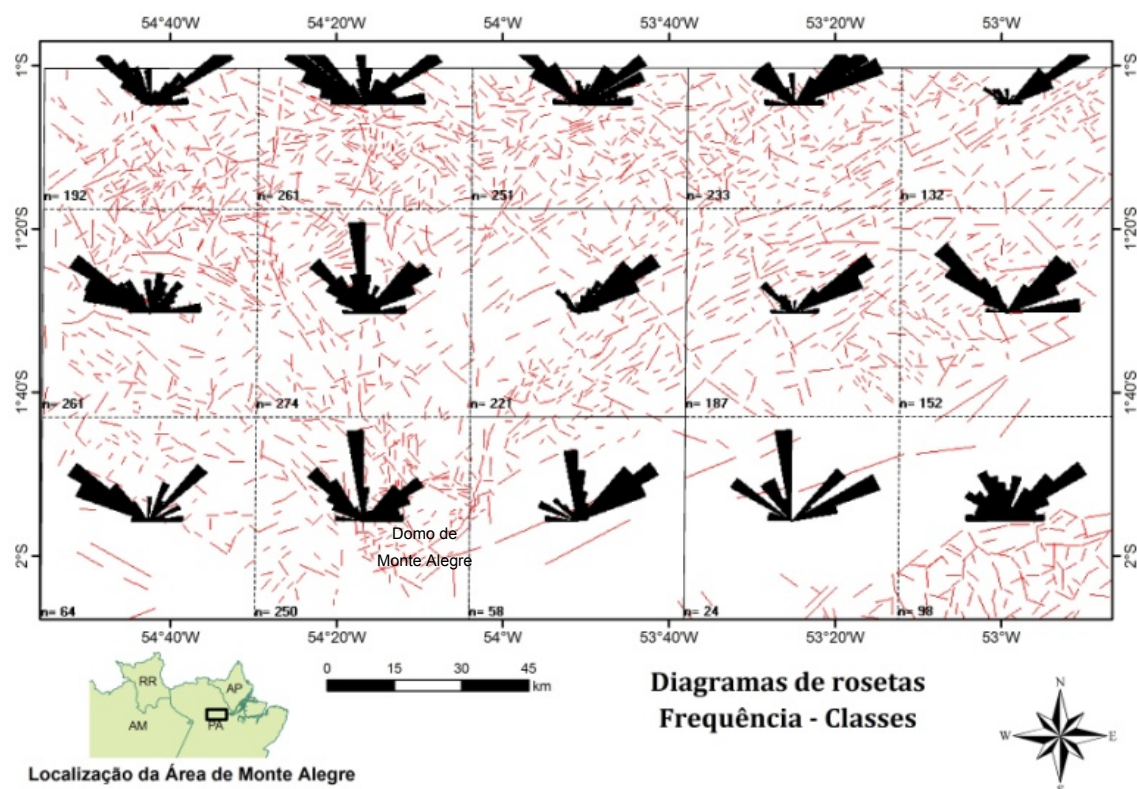 54°40'W 54°20'W 54°0'W 53°40'W 53°20'W 53°W
1°S 1°S
n= 192 n= 261 n= 251 n= 233 n= 132
1°20'S 1°20'S
1°40'S 1°40'S
n= 261 n= 274 n= 221 n= 187 n= 152
Domo de
Monte Alegre
2°S 2°S
n= 64 n= 250 n= 58 n= 24 n= 98
54°40'W 54°20'W 54°0'W 53°40'W 53°20'W 53°W
0 15 30 45
km
RR AP
AM PA
Localização da Área de Monte Alegre
Diagramas de rosetas
Frequência - Classes
N
W E
S